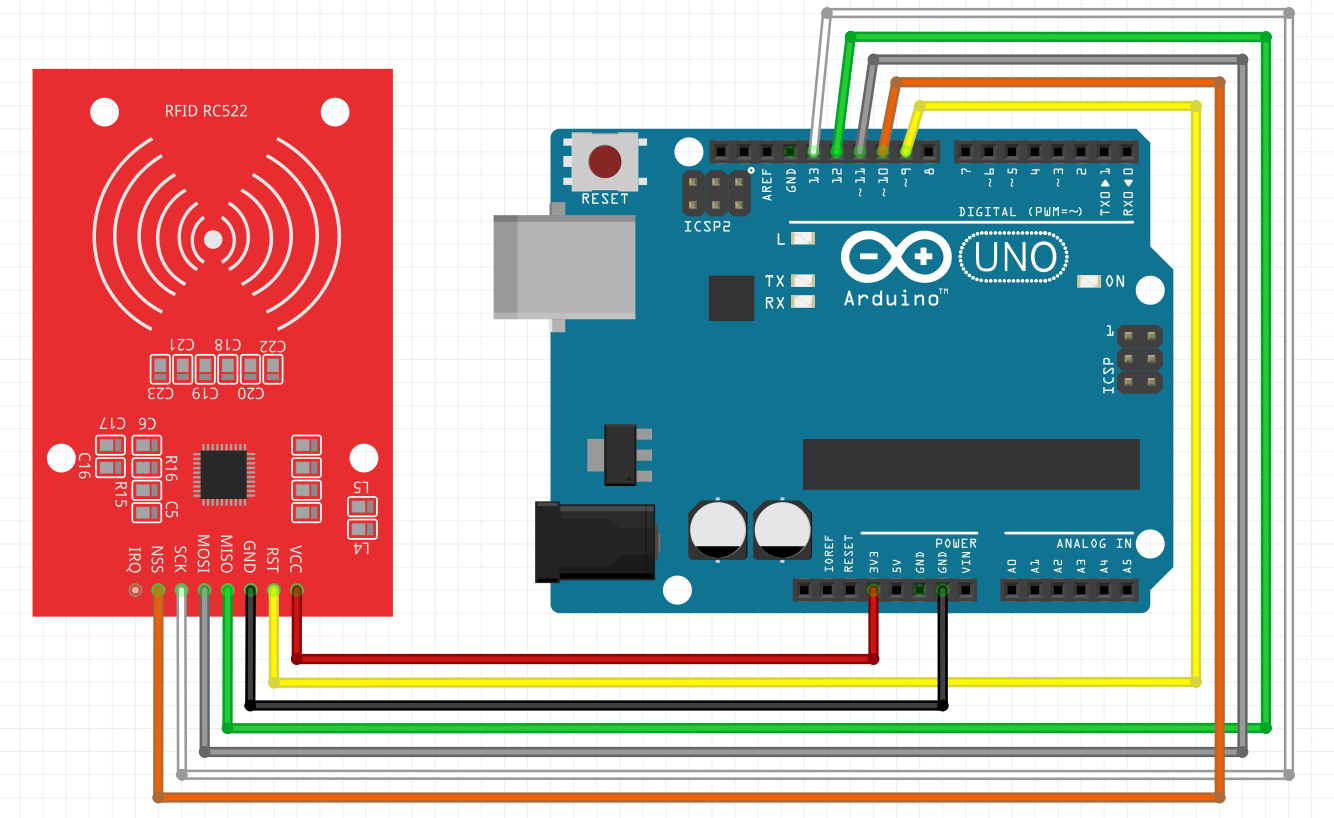 RFID RC522
C21 C18 C22
C23 C19 C20
C17 C6
C16 R16
R15 C5
L5
L4
IRQ NSS SCK MOSI MISO GND RST VCC
RESET
ICSP2
AREF GND 13 12 ~11 ~10 ~9 8 7 ~6 ~5 4 ~3 2 TX0▶1 RX0◀0
DIGITAL (PWM=~)
L
TX
RX
UNO
Arduino™
ON
1
ICSP
POWER
ANALOG IN
IOREF RESET 3V3 5V GND GND VIN A0 A1 A2 A3 A4 A5